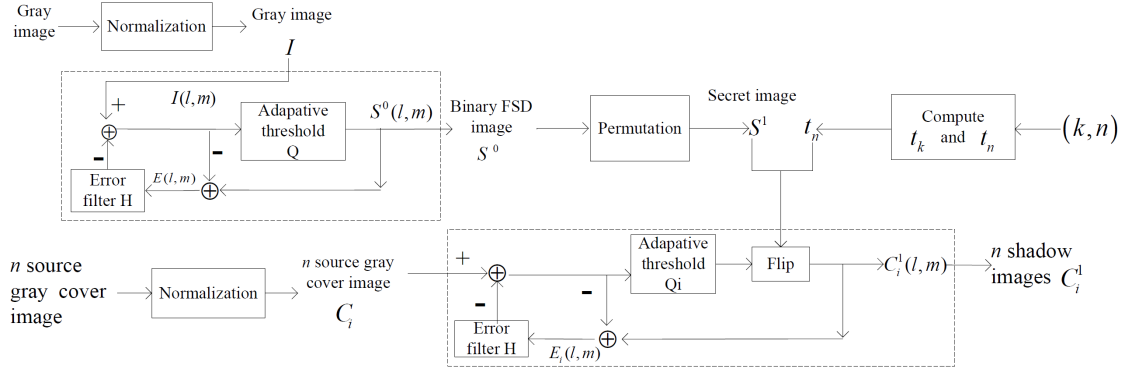 Gray image
Normalization
Gray image
I
+
I(l,m)
Adapative threshold Q
S⁰(l,m)
-
-
E(l,m)
Error filter H
Binary FSD image S⁰
Permutation
Secret image
S¹
tₙ
Compute tₖ and tₙ
(k,n)
n source gray cover image
Normalization
n source gray cover image
Cᵢ
+
Adapative threshold Qi
Flip
Cᵢ¹(l,m)
-
-
Error filter H
Eᵢ(l,m)
n shadow images Cᵢ¹